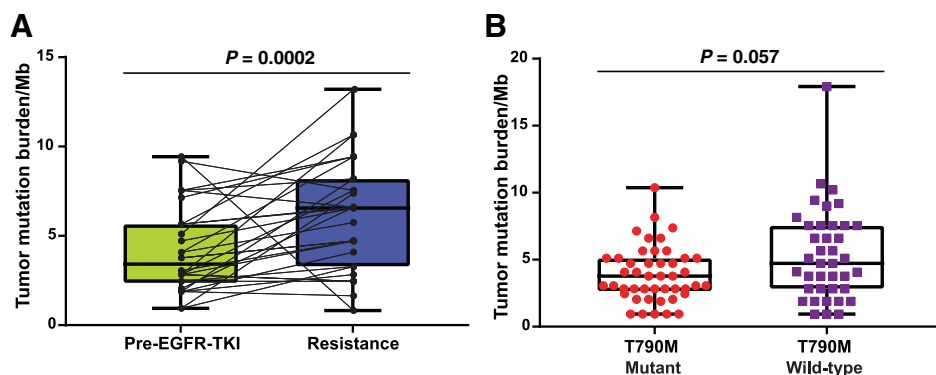 A
Tumor mutation burden/Mb
15
10
5
0
P = 0.0002
Pre-EGFR-TKI
Resistance
B
Tumor mutation burden/Mb
20
15
10
5
0
P = 0.057
T790M
Mutant
T790M
Wild-type